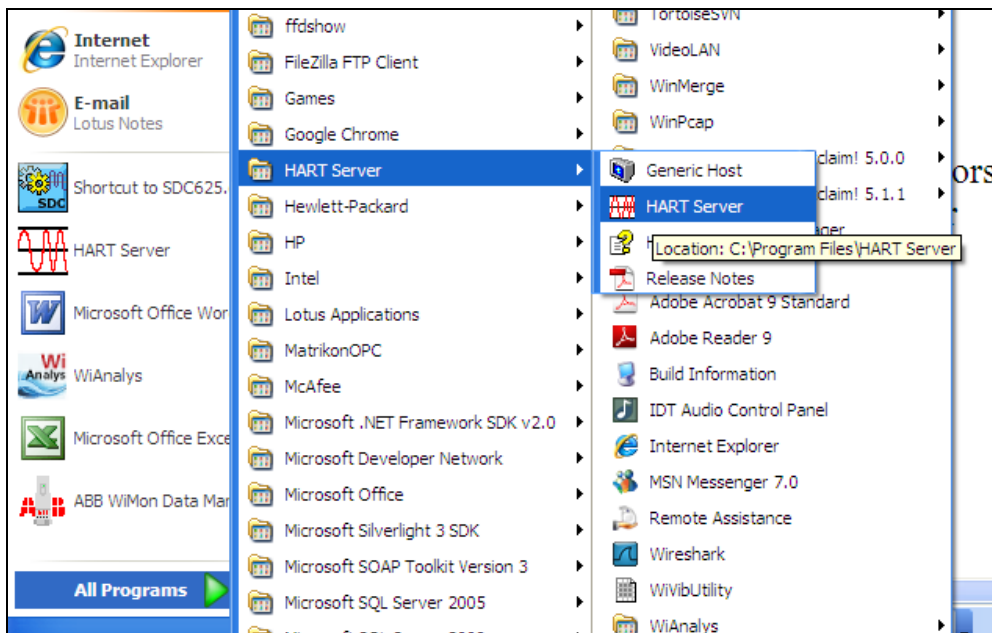 Internet
Internet Explorer
E-mail
Lotus Notes
SDC
Shortcut to SDC625.
HART Server
Microsoft Office Wor
Wi
Analys
WiAnalys
Microsoft Office Exce
ABB
ABB WiMon Data Mar
All Programs
ffdshow
FileZilla FTP Client
Games
Google Chrome
HART Server
Hewlett-Packard
HP
Intel
Lotus Applications
MatrikonOPC
McAfee
Microsoft .NET Framework SDK v2.0
Microsoft Developer Network
Microsoft Office
Microsoft Silverlight 3 SDK
Microsoft SOAP Toolkit Version 3
Microsoft SQL Server 2005
TortoiseSVN
VideoLAN
WinMerge
WinPcap
claim! 5.0.0
claim! 5.1.1
ager
Generic Host
HART Server
H
Location: C:\Program Files\HART Server
Release Notes
Adobe Acrobat 9 Standard
Adobe Reader 9
Build Information
IDT Audio Control Panel
Internet Explorer
MSN Messenger 7.0
Remote Assistance
Wireshark
WiVibUtility
WiAnalys
ors